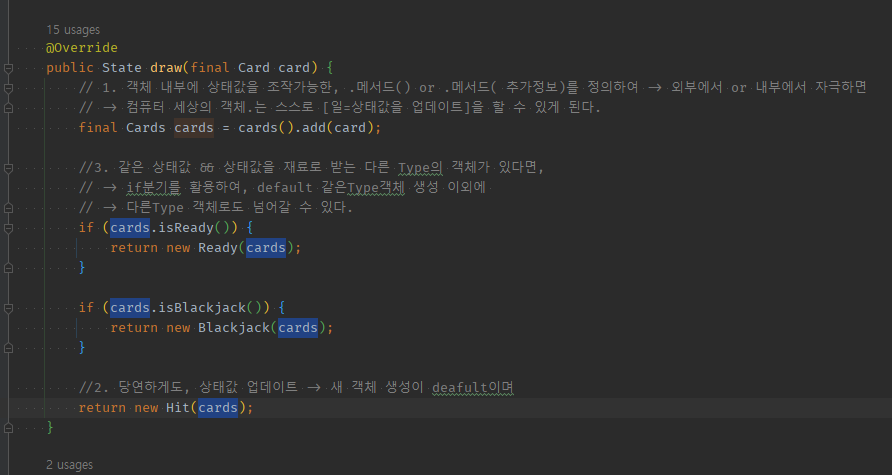 15 usages
@Override
public State draw(final Card card) {
// 1. 객체 내부에 상태값을 조작가능한, .메서드() or .메서드( 추가정보)를 정의하여 → 외부에서 or 내부에서 자극하면
// → 컴퓨터 세상의 객체.는 스스로 [일=상태값을 업데이트]을 할 수 있게 된다.
final Cards cards = cards().add(card);
//3. 같은 상태값 && 상태값을 재료로 받는 다른 Type의 객체가 있다면,
// → if분기를 활용하여, default 같은Type객체 생성 이외에
// → 다른Type 객체로도 넘어갈 수 있다.
if (cards.isReady()) {
return new Ready(cards);
}
if (cards.isBlackjack()) {
return new Blackjack(cards);
}
//2. 당연하게도, 상태값 업데이트 → 새 객체 생성이 deafult이며
return new Hit(cards);
}
2 usages